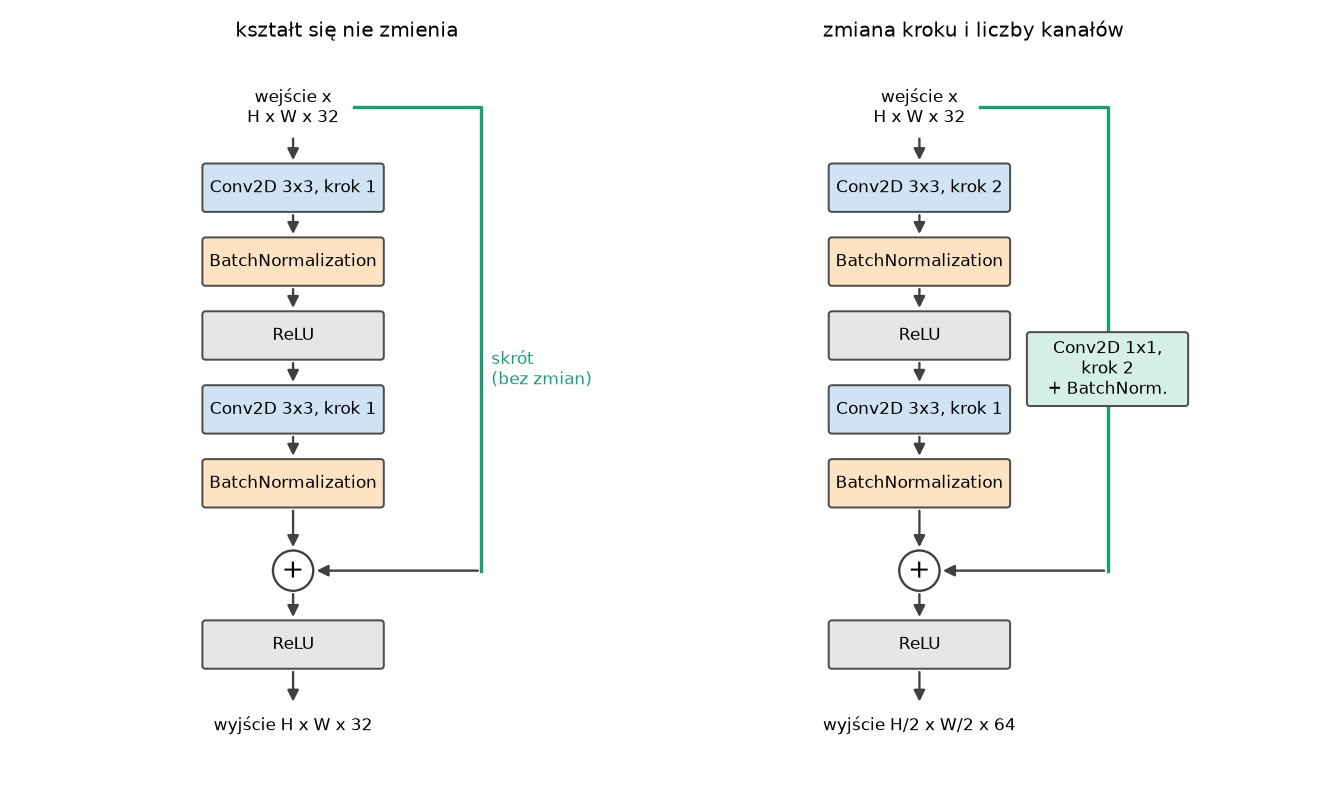 kształt się nie zmienia
wejście x
H x W x 32
Conv2D 3x3, krok 1
BatchNormalization
ReLU
skrót
(bez zmian)
Conv2D 3x3, krok 1
BatchNormalization
+
ReLU
wyjście H x W x 32
zmiana kroku i liczby kanałów
wejście x
H x W x 32
Conv2D 3x3, krok 2
BatchNormalization
ReLU
Conv2D 1x1,
krok 2
+ BatchNorm.
Conv2D 3x3, krok 1
BatchNormalization
+
ReLU
wyjście H/2 x W/2 x 64